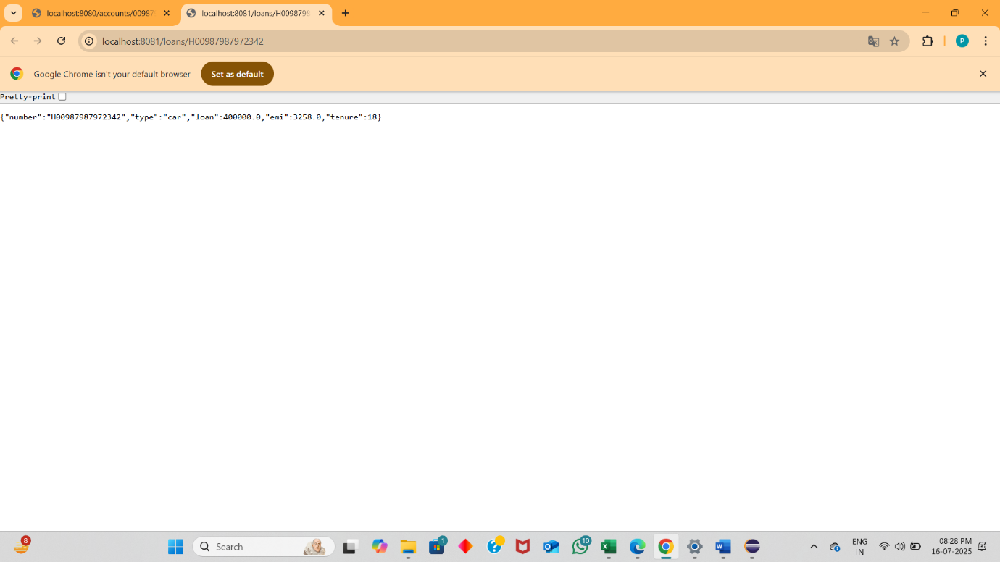 localhost:8080/accounts/00987
localhost:8081/loans/H0098798
localhost:8081/loans/H00987987972342
P
Google Chrome isn't your default browser
Set as default
Pretty-print
{"number":"H00987987972342","type":"car","loan":400000.0,"emi":3258.0,"tenure":18}
8
Search
1
10
ENG
IN
08:28 PM
16-07-2025